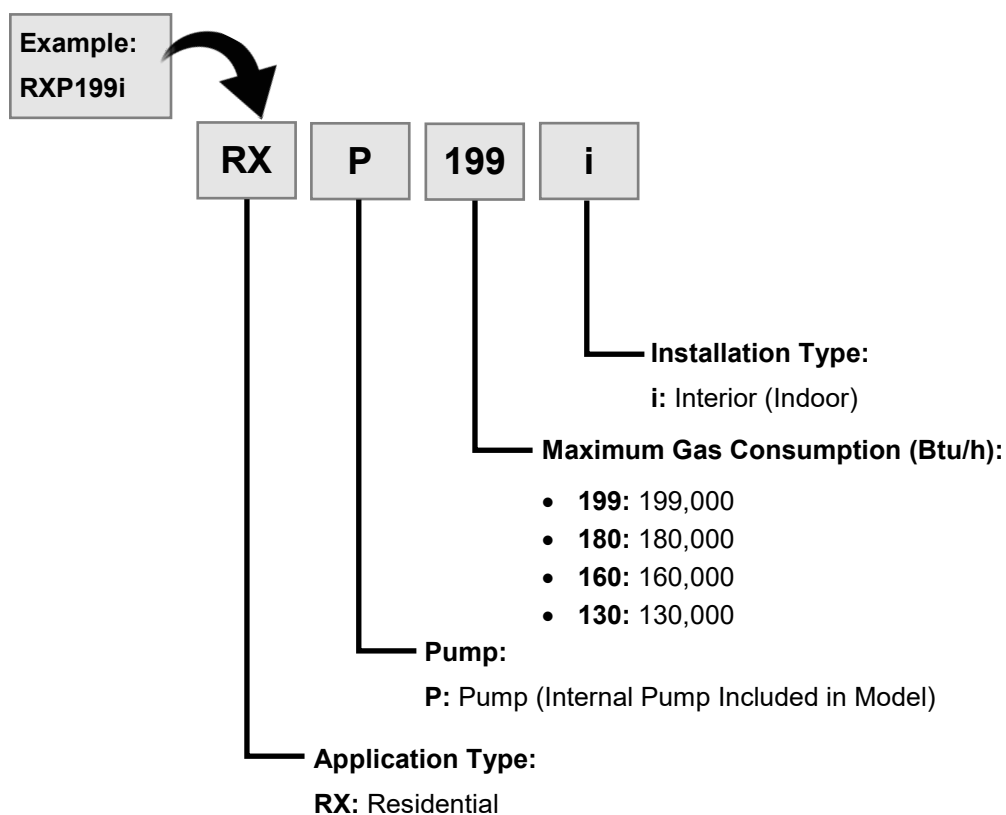 Example:
RXP199i
RX P 199 i
Installation Type:
i: Interior (Indoor)
Maximum Gas Consumption (Btu/h):
• 199: 199,000
• 180: 180,000
• 160: 160,000
• 130: 130,000
Pump:
P: Pump (Internal Pump Included in Model)
Application Type:
RX: Residential